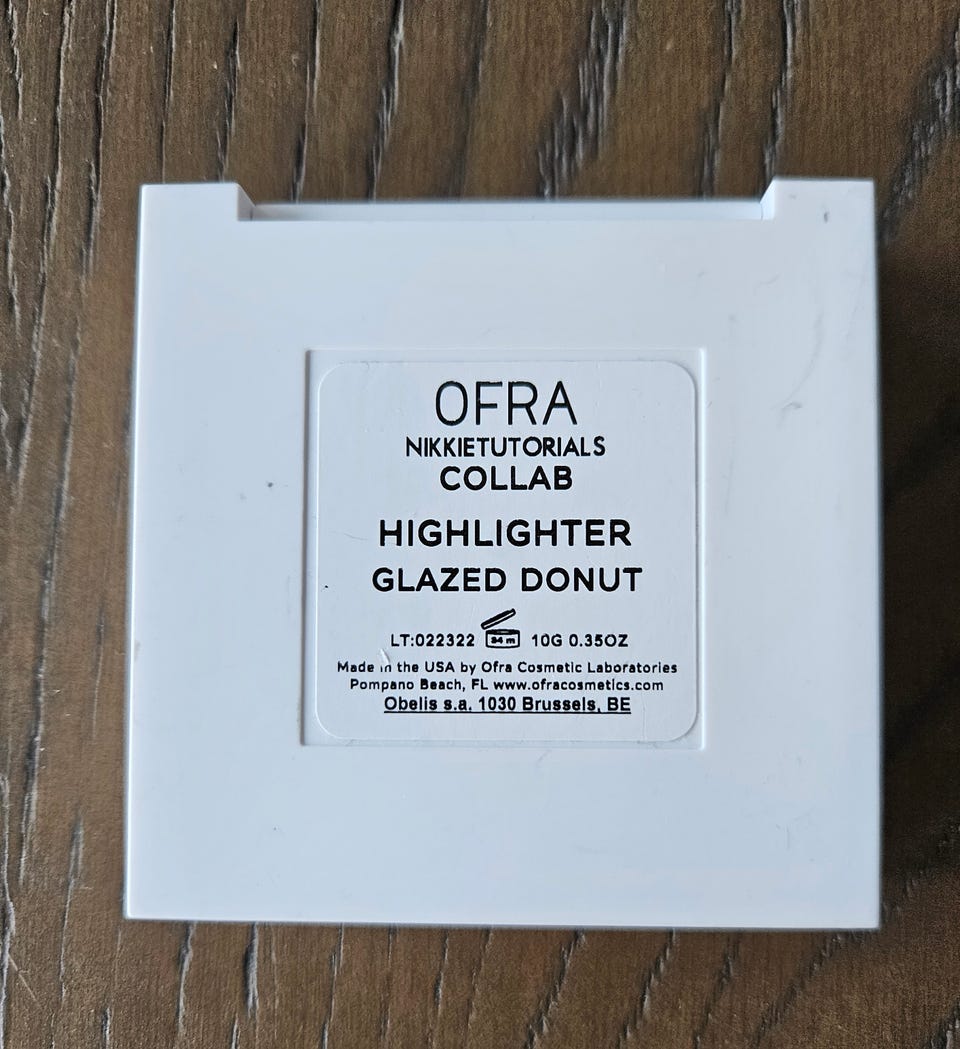 OFRA
NIKKIETUTORIALS
COLLAB
HIGHLIGHTER
GLAZED DONUT
LT:022322 24 m 10G 0.35OZ
Made in the USA by Ofra Cosmetic Laboratories
Pompano Beach, FL www.ofracosmetics.com
Obelis s.a. 1030 Brussels, BE